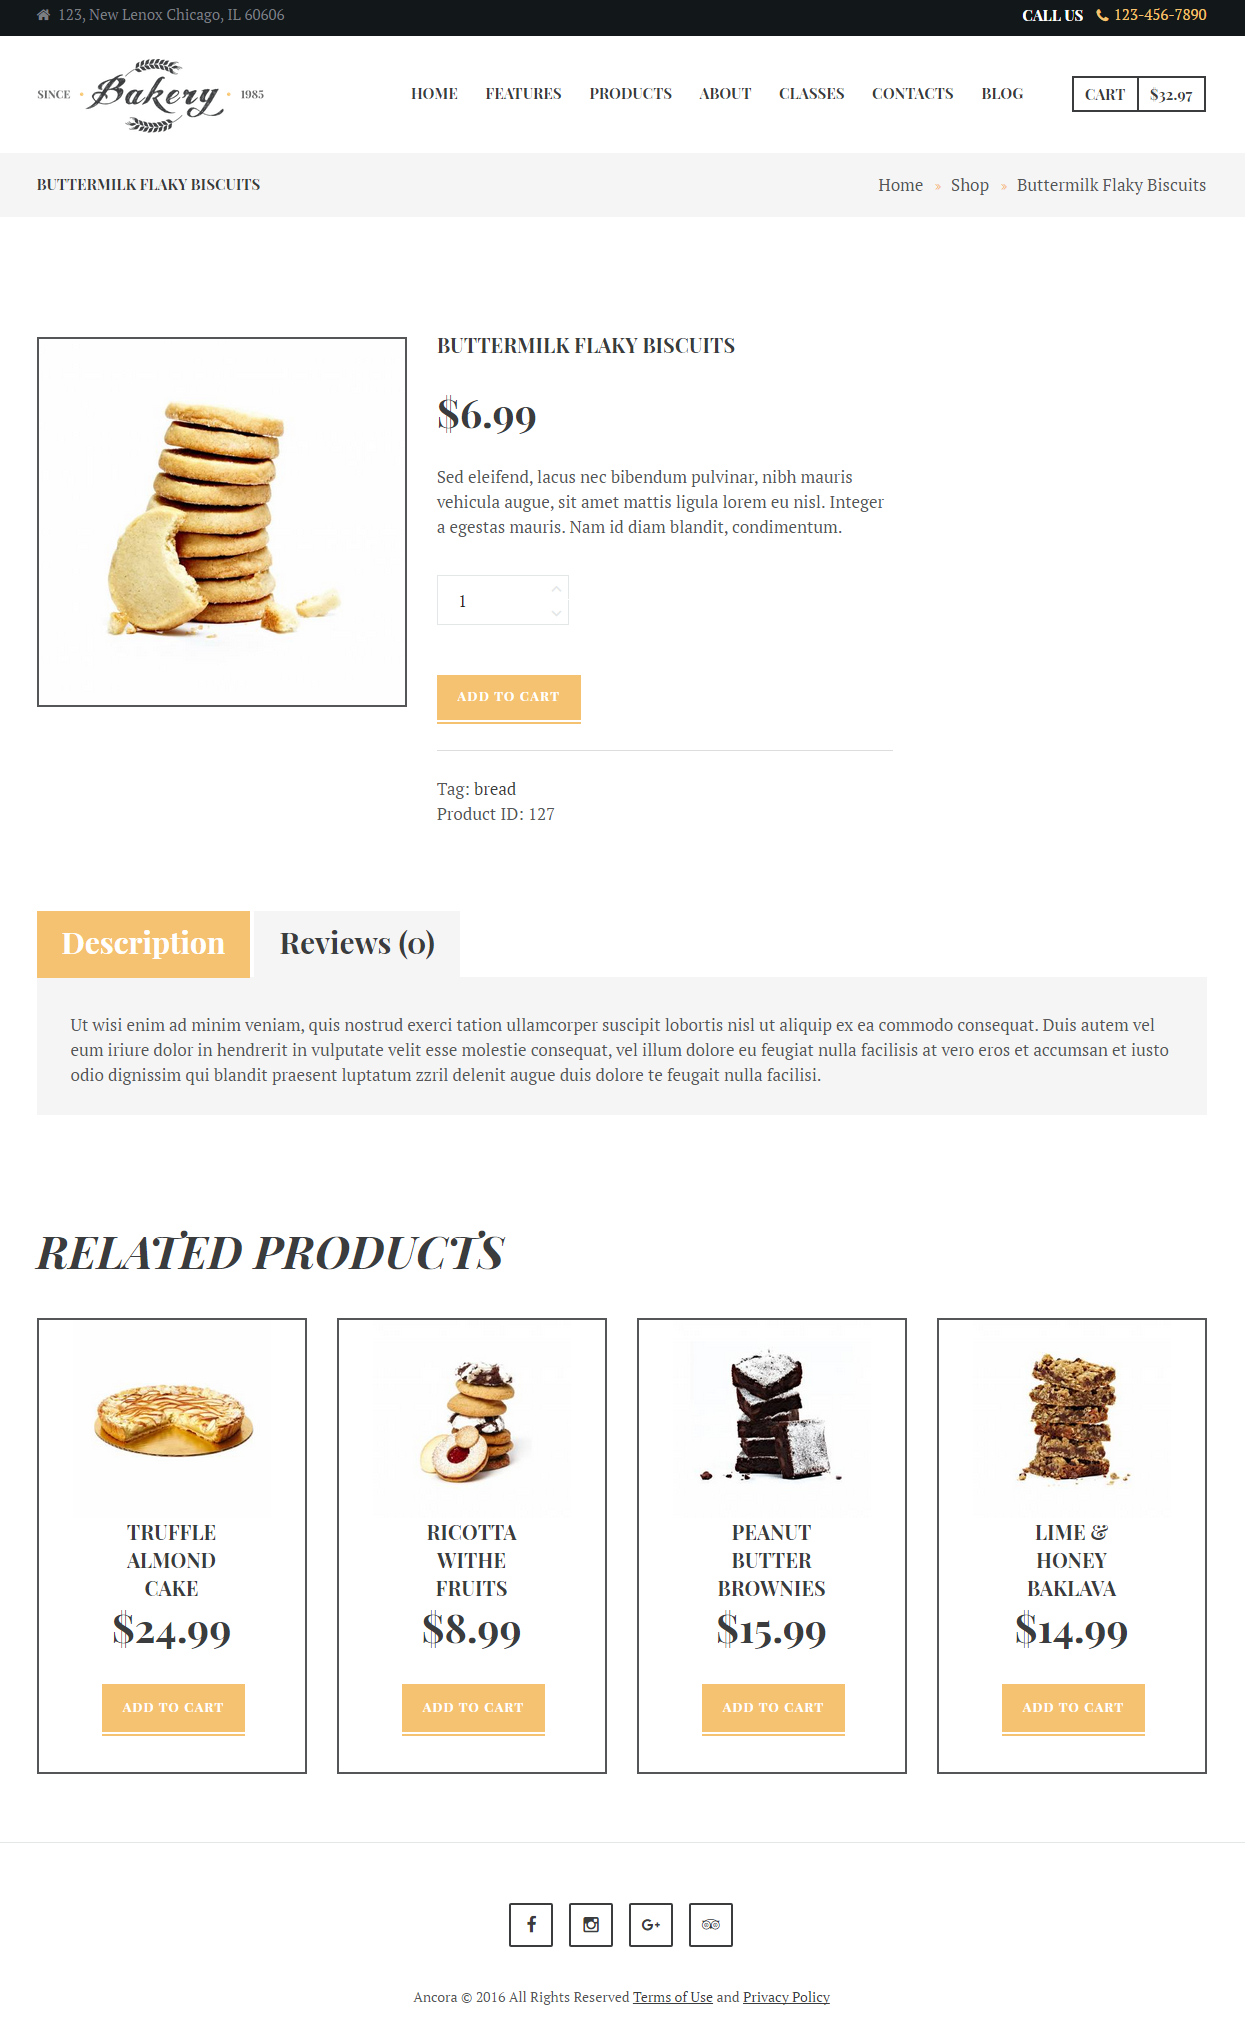 123, New Lenox Chicago, IL 60606
CALL US 123-456-7890
SINCE Bakery 1985
HOME FEATURES PRODUCTS ABOUT CLASSES CONTACTS BLOG
CART $32.97
BUTTERMILK FLAKY BISCUITS
Home » Shop » Buttermilk Flaky Biscuits
BUTTERMILK FLAKY BISCUITS
$6.99
Sed eleifend, lacus nec bibendum pulvinar, nibh mauris
vehicula augue, sit amet mattis ligula lorem eu nisl. Integer
a egestas mauris. Nam id diam blandit, condimentum.
1
ADD TO CART
Tag: bread
Product ID: 127
Description
Reviews (0)
Ut wisi enim ad minim veniam, quis nostrud exerci tation ullamcorper suscipit lobortis nisl ut aliquip ex ea commodo consequat. Duis autem vel
eum iriure dolor in hendrerit in vulputate velit esse molestie consequat, vel illum dolore eu feugiat nulla facilisis at vero eros et accumsan et iusto
odio dignissim qui blandit praesent luptatum zzril delenit augue duis dolore te feugait nulla facilisi.
RELATED PRODUCTS
TRUFFLE
ALMOND
CAKE
$24.99
ADD TO CART
RICOTTA
WITHE
FRUITS
$8.99
ADD TO CART
PEANUT
BUTTER
BROWNIES
$15.99
ADD TO CART
LIME &
HONEY
BAKLAVA
$14.99
ADD TO CART
Ancora © 2016 All Rights Reserved Terms of Use and Privacy Policy